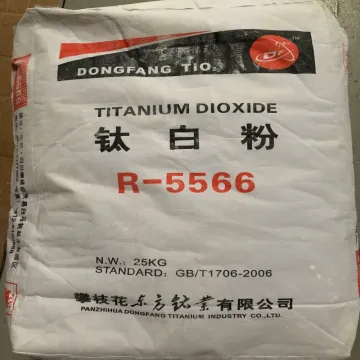 DONGFANG TIO₂
TITANIUM DIOXIDE
钛白粉
R-5566
N.W.: 25KG
STANDARD: GB/T1706-2006
攀枝花东方钛业有限公司
PANZHIHUA DONGFANG TITANIUM INDUSTRY CO.,LTD.